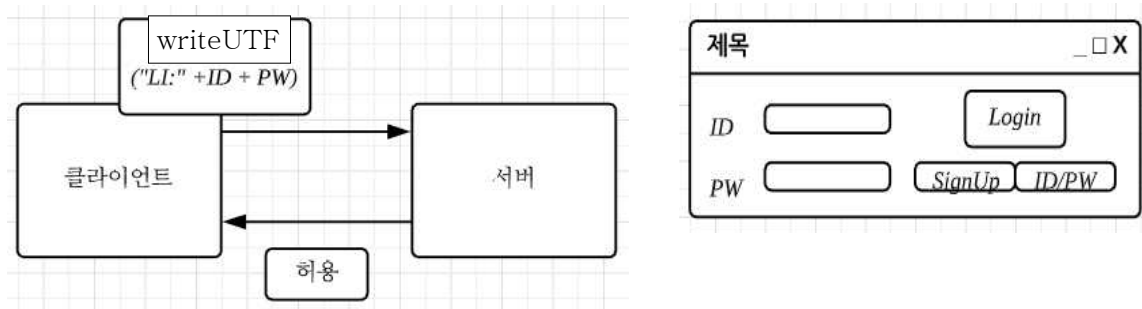 writeUTF
("LI:" +ID + PW)
클라이언트
서버
허용
제목 _ □ X
ID
Login
PW
SignUp ID/PW